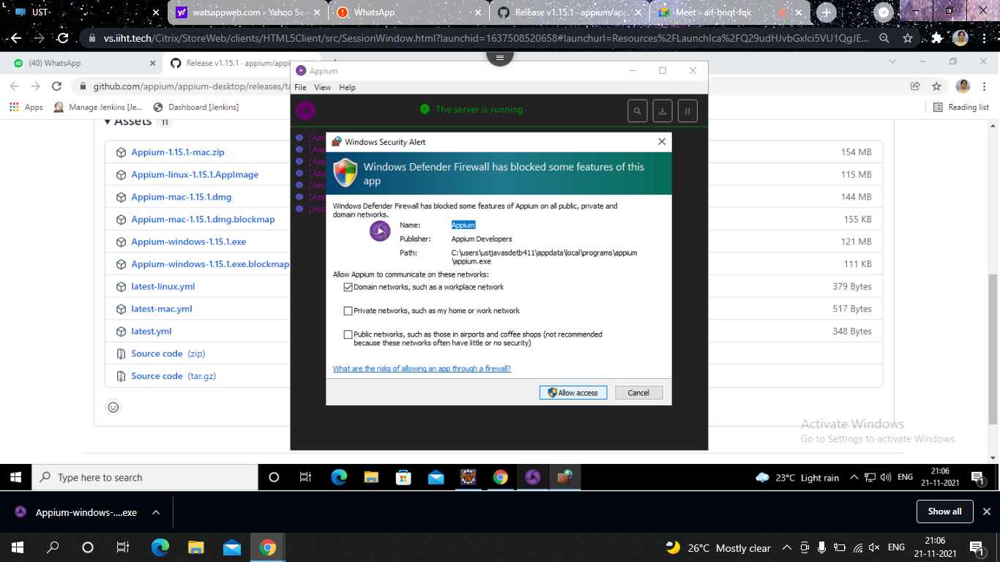 UST
watsappweb.com - Yahoo Se
WhatsApp
Release v1.15.1 · appium/app
Meet - aif-bnqt-fqk
vs.iiht.tech/Citrix/StoreWeb/clients/HTML5Client/src/SessionWindow.html?launchid=1637508520658#launchurl=Resources%2FLaunchIca%2FQ29udHJvbGxlci5VU1QgJE...
(40) WhatsApp
Release v1.15.1 · appium/appi
github.com/appium/appium-desktop/releases/ta
Apps
Manage Jenkins [Je...
Dashboard [Jenkins]
Reading list
Appium
File View Help
The server is running
Assets 11
Appium-1.15.1-mac.zip 154 MB
Appium-linux-1.15.1.AppImage 115 MB
Appium-mac-1.15.1.dmg 144 MB
Appium-mac-1.15.1.dmg.blockmap 155 KB
Appium-windows-1.15.1.exe 121 MB
Appium-windows-1.15.1.exe.blockmap 111 KB
latest-linux.yml 379 Bytes
latest-mac.yml 517 Bytes
latest.yml 348 Bytes
Source code (zip)
Source code (tar.gz)
[App
[App
[App
[App
[App
[App
[App
Windows Security Alert
Windows Defender Firewall has blocked some features of this
app
Windows Defender Firewall has blocked some features of Appium on all public, private and
domain networks.
Name: Appium
Publisher: Appium Developers
Path: C:\users\ustjavasdetb411\appdata\local\programs\appium
\appium.exe
Allow Appium to communicate on these networks:
Domain networks, such as a workplace network
Private networks, such as my home or work network
Public networks, such as those in airports and coffee shops (not recommended
because these networks often have little or no security)
What are the risks of allowing an app through a firewall?
Allow access Cancel
Activate Windows
Go to Settings to activate Windows.
Type here to search
23°C Light rain
ENG
21:06
21-11-2021
1
Appium-windows-....exe
Show all
26°C Mostly clear
ENG
21:06
21-11-2021
1